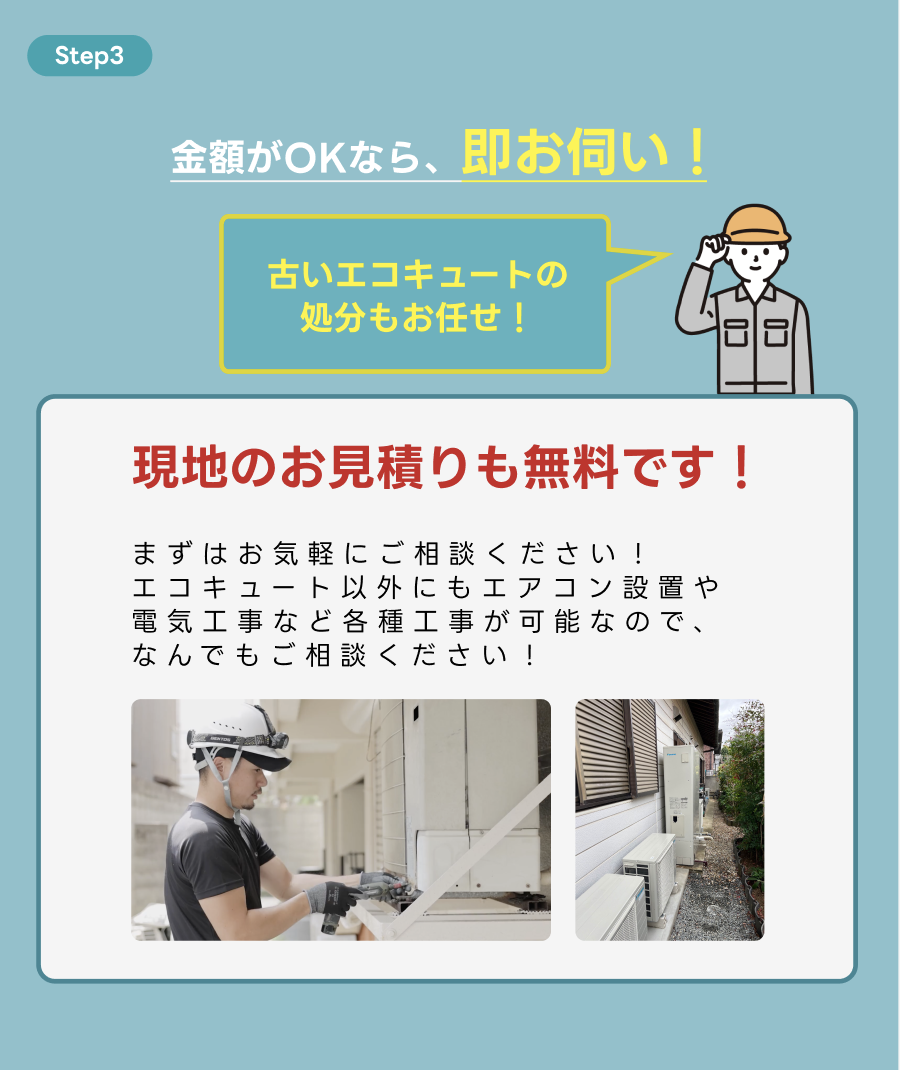 Step3
金額がOKなら、即お伺い！
古いエコキュートの
処分もお任せ！
現地のお見積りも無料です！
まずはお気軽にご相談ください！
エコキュート以外にもエアコン設置や
電気工事など各種工事が可能なので、
なんでもご相談ください！